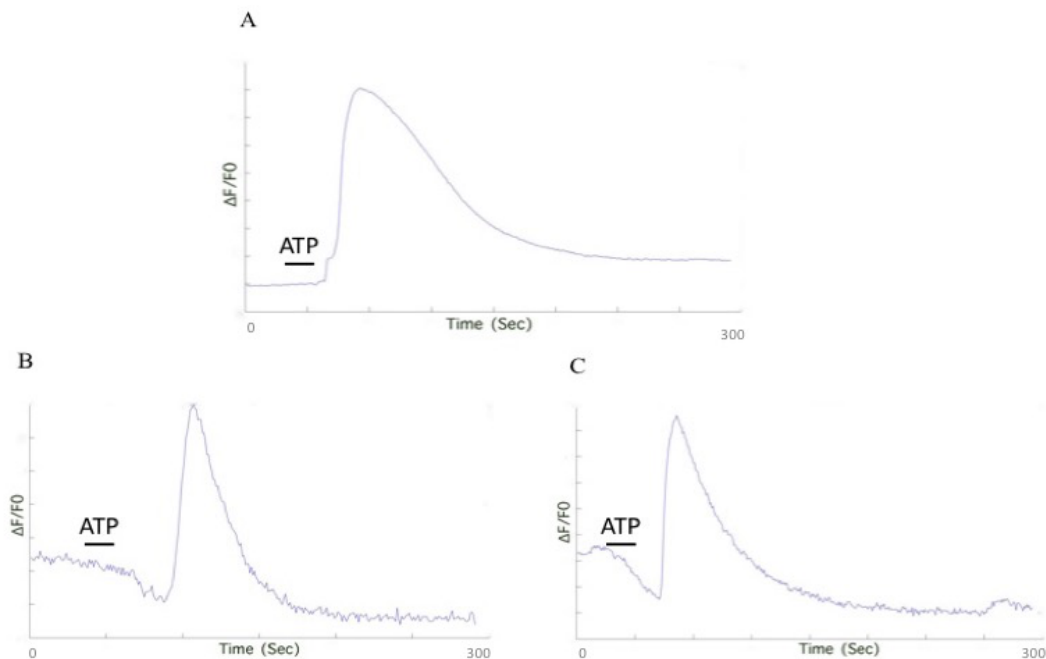 A
ΔF/F0
ATP
0
Time (Sec)
300
B
ΔF/F0
ATP
0
Time (Sec)
300
C
ΔF/F0
ATP
0
Time (Sec)
300